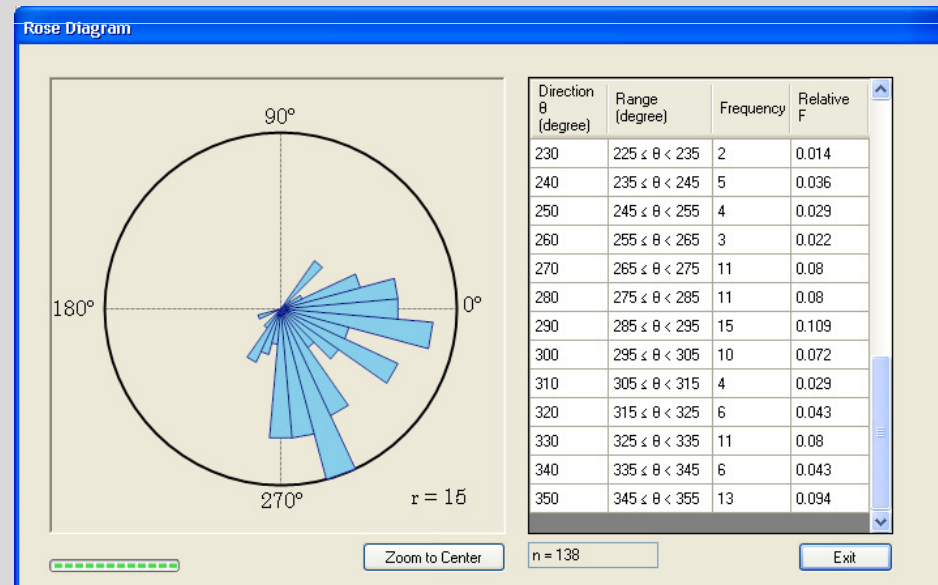 Rose Diagram
90°
180°
0°
270°
r = 15
Zoom to Center
Direction θ (degree) Range (degree) Frequency Relative F
230 225 ≤ θ < 235 2 0.014
240 235 ≤ θ < 245 5 0.036
250 245 ≤ θ < 255 4 0.029
260 255 ≤ θ < 265 3 0.022
270 265 ≤ θ < 275 11 0.08
280 275 ≤ θ < 285 11 0.08
290 285 ≤ θ < 295 15 0.109
300 295 ≤ θ < 305 10 0.072
310 305 ≤ θ < 315 4 0.029
320 315 ≤ θ < 325 6 0.043
330 325 ≤ θ < 335 11 0.08
340 335 ≤ θ < 345 6 0.043
350 345 ≤ θ < 355 13 0.094
n = 138
Exit